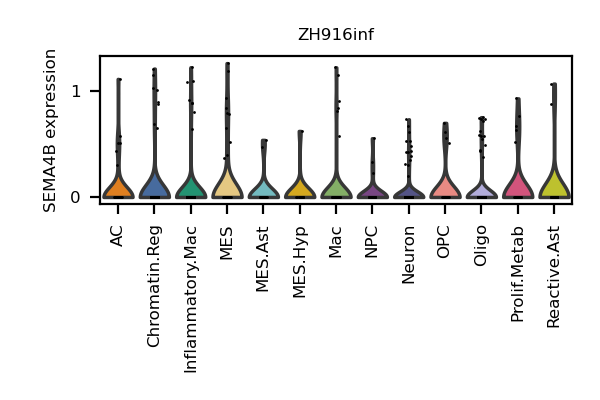 ZH916inf
SEMA4B expression
1
0
AC
Chromatin.Reg
Inflammatory.Mac
MES
MES.Ast
MES.Hyp
Mac
NPC
Neuron
OPC
Oligo
Prolif.Metab
Reactive.Ast